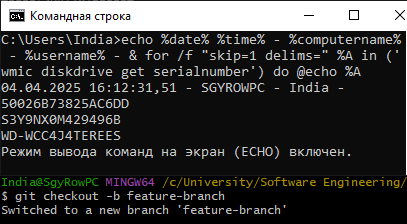 Командная строка
C:\Users\India>echo %date% %time% - %computername%
 - %username% - & for /f "skip=1 delims=" %A in ('
wmic diskdrive get serialnumber') do @echo %A
04.04.2025 16:12:31,51 - SGYROWPC - India -
50026B73825AC6DD
S3Y9NX0M429496B
WD-WCC4J4TEREES
Режим вывода команд на экран (ECHO) включен.
India@SgyRowPC MINGW64 /c/University/Software Engineering/
$ git checkout -b feature-branch
Switched to a new branch 'feature-branch'